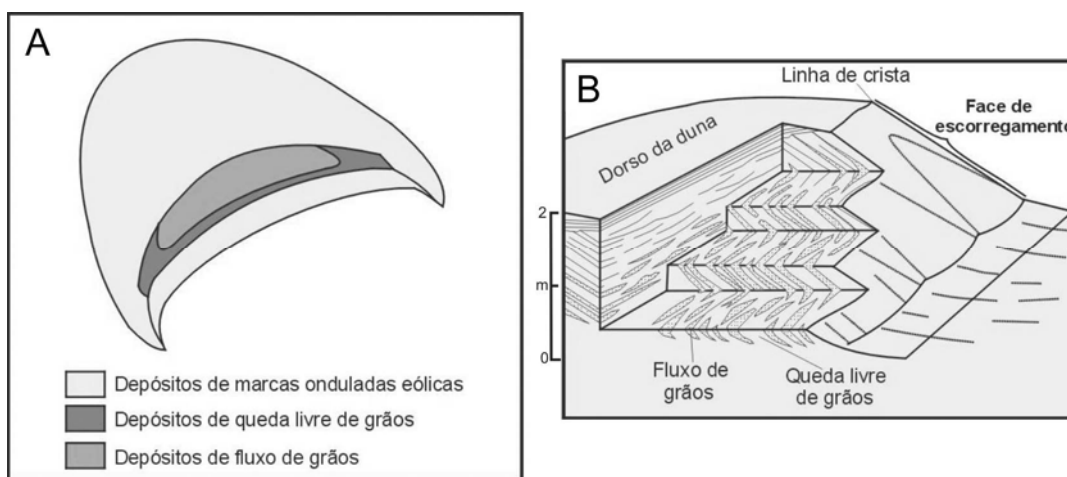 A
Depósitos de marcas onduladas eólicas
Depósitos de queda livre de grãos
Depósitos de fluxo de grãos
B
Linha de crista
Face de
escorregamento
Dorso da duna
2
m
0
Fluxo de
grãos
Queda livre
de grãos